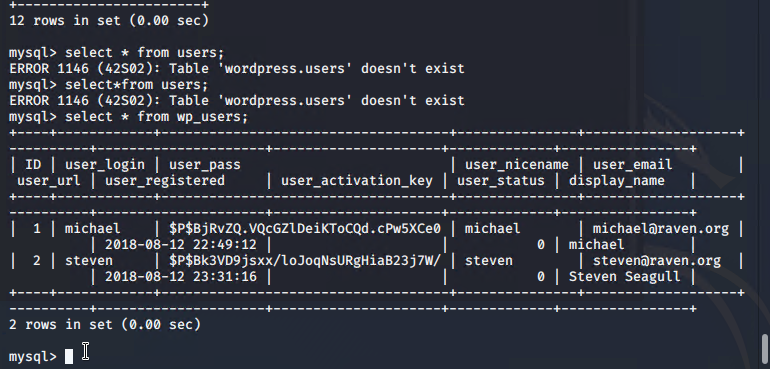 +-----------------------+
12 rows in set (0.00 sec)
mysql> select * from users;
ERROR 1146 (42S02): Table 'wordpress.users' doesn't exist
mysql> select*from users;
ERROR 1146 (42S02): Table 'wordpress.users' doesn't exist
mysql> select * from wp_users;
+----+------------+------------------------------------+---------------+-------------------+
----------+---------------------+---------------------+-------------+----------------+
| ID | user_login | user_pass                          | user_nicename | user_email        |
 user_url | user_registered     | user_activation_key | user_status | display_name   |
+----+------------+------------------------------------+---------------+-------------------+
----------+---------------------+---------------------+-------------+----------------+
|  1 | michael    | $P$BjRvZQ.VQcGZlDeiKToCQd.cPw5XCe0 | michael       | michael@raven.org |
          | 2018-08-12 22:49:12 |                     |           0 | michael        |
|  2 | steven     | $P$Bk3VD9jsxx/loJoqNsURgHiaB23j7W/ | steven        | steven@raven.org  |
          | 2018-08-12 23:31:16 |                     |           0 | Steven Seagull |
+----+------------+------------------------------------+---------------+-------------------+
----------+---------------------+---------------------+-------------+----------------+
2 rows in set (0.00 sec)
mysql>